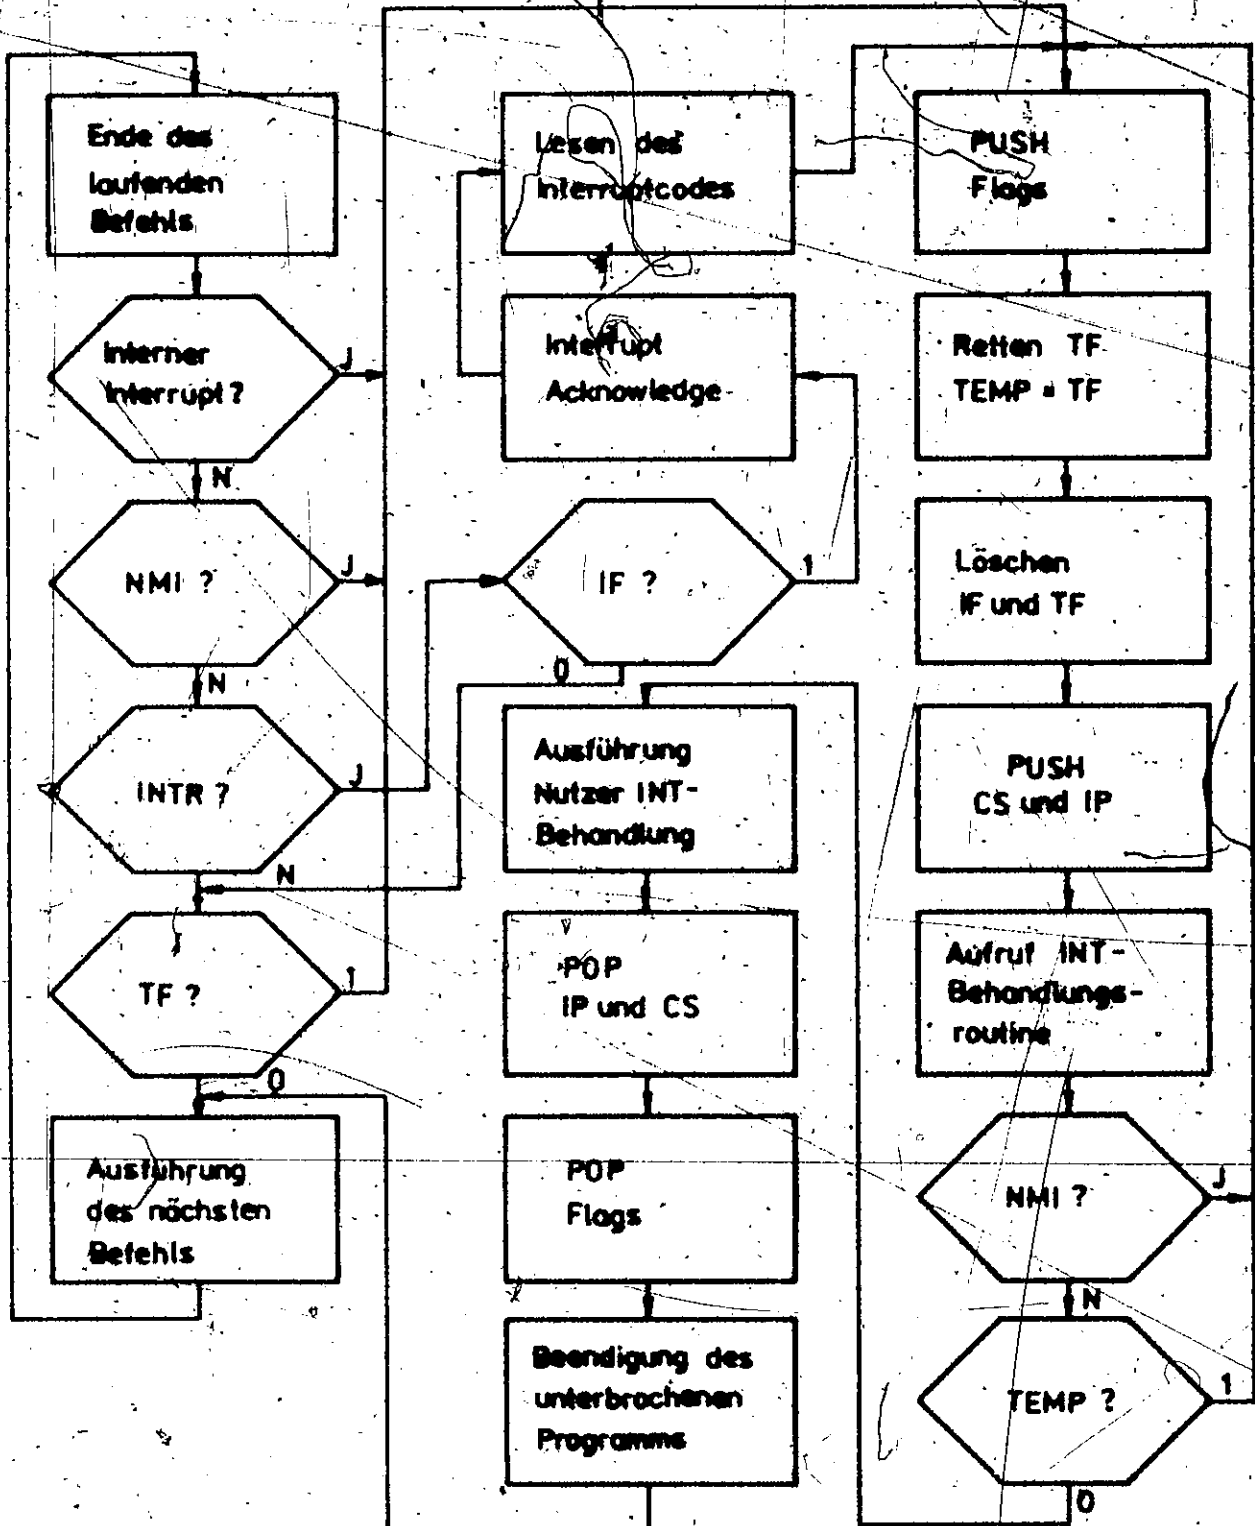 Ende des
laufenden
Befehls
Interner
Interrupt?
J
N
NMI ?
J
N
INTR ?
J
N
TF ?
1
0
Ausführung
des nächsten
Befehls
Lesen des
Interruptcodes
Interrupt
Acknowledge
IF ?
1
0
Ausführung
Nutzer INT-
Behandlung
POP
IP und CS
POP
Flags
Beendigung des
unterbrochenen
Programms
PUSH
Flags
Retten TF
TEMP = TF
Löschen
IF und TF
PUSH
CS und IP
Aufruf INT-
Behandlungs-
routine
NMI ?
J
N
TEMP ?
1
0